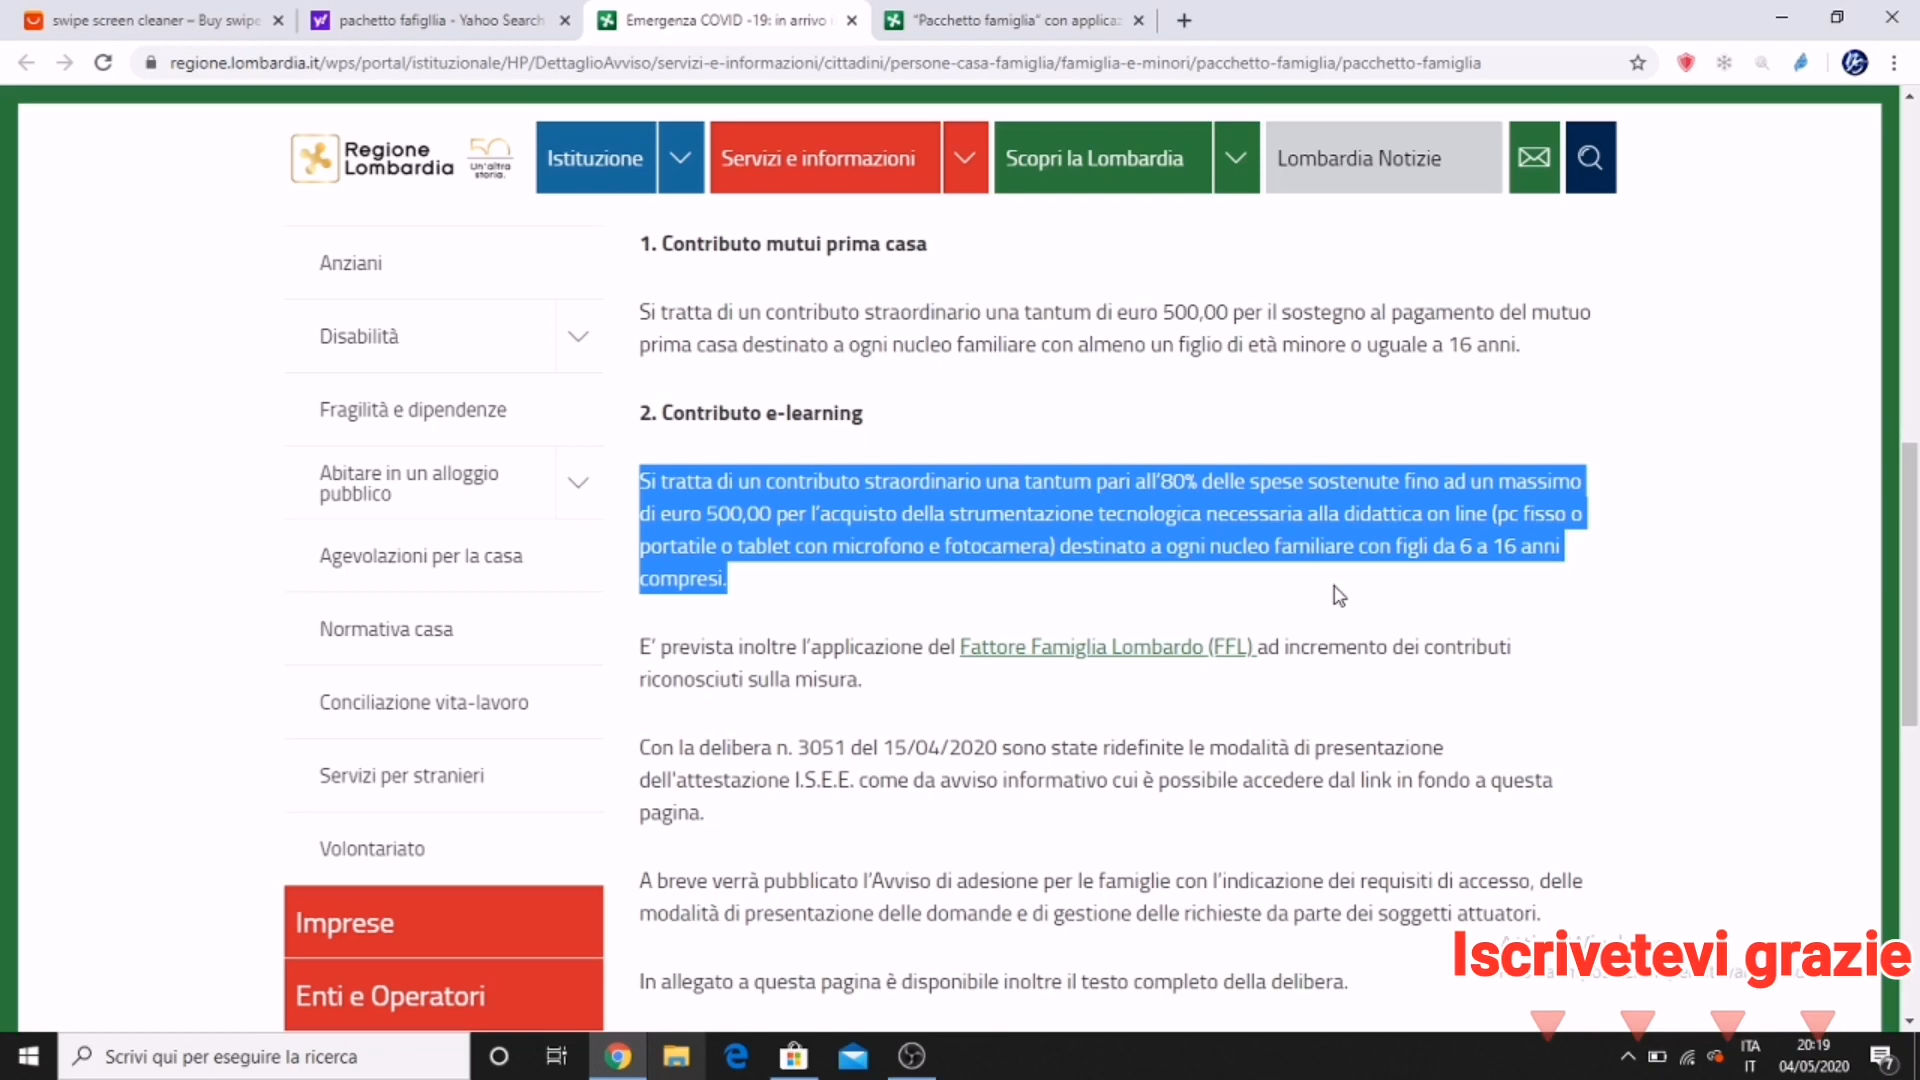 swipe screen cleaner – Buy swipe
pachetto fafigllia - Yahoo Search
Emergenza COVID -19: in arrivo
"Pacchetto famiglia" con applica
regione.lombardia.it/wps/portal/istituzionale/HP/DettaglioAvviso/servizi-e-informazioni/cittadini/persone-casa-famiglia/famiglia-e-minori/pacchetto-famiglia/pacchetto-famiglia
Regione
Lombardia
50
un'altra
storia.
Istituzione
Servizi e informazioni
Scopri la Lombardia
Lombardia Notizie
Anziani
Disabilità
Fragilità e dipendenze
Abitare in un alloggio
pubblico
Agevolazioni per la casa
Normativa casa
Conciliazione vita-lavoro
Servizi per stranieri
Volontariato
Imprese
Enti e Operatori
1. Contributo mutui prima casa
Si tratta di un contributo straordinario una tantum di euro 500,00 per il sostegno al pagamento del mutuo
prima casa destinato a ogni nucleo familiare con almeno un figlio di età minore o uguale a 16 anni.
2. Contributo e-learning
Si tratta di un contributo straordinario una tantum pari all'80% delle spese sostenute fino ad un massimo
di euro 500,00 per l'acquisto della strumentazione tecnologica necessaria alla didattica on line (pc fisso o
portatile o tablet con microfono e fotocamera) destinato a ogni nucleo familiare con figli da 6 a 16 anni
compresi.
E' prevista inoltre l'applicazione del Fattore Famiglia Lombardo (FFL) ad incremento dei contributi
riconosciuti sulla misura.
Con la delibera n. 3051 del 15/04/2020 sono state ridefinite le modalità di presentazione
dell'attestazione I.S.E.E. come da avviso informativo cui è possibile accedere dal link in fondo a questa
pagina.
A breve verrà pubblicato l'Avviso di adesione per le famiglie con l'indicazione dei requisiti di accesso, delle
modalità di presentazione delle domande e di gestione delle richieste da parte dei soggetti attuatori.
In allegato a questa pagina è disponibile inoltre il testo completo della delibera.
Iscrivetevi grazie
Scrivi qui per eseguire la ricerca
ITA
IT
20:19
04/05/2020
7